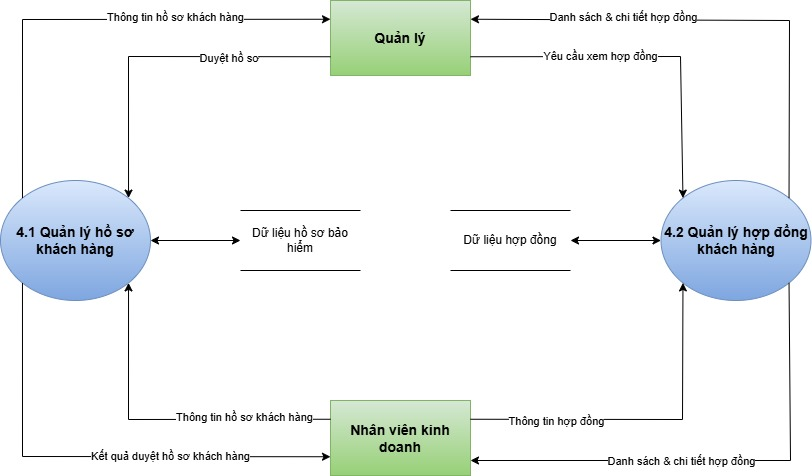 Thông tin hồ sơ khách hàng
Danh sách & chi tiết hợp đồng
Quản lý
Duyệt hồ sơ
Yêu cầu xem hợp đồng
4.1 Quản lý hồ sơ
khách hàng
Dữ liệu hồ sơ bảo
hiểm
Dữ liệu hợp đồng
4.2 Quản lý hợp đồng
khách hàng
Thông tin hồ sơ khách hàng
Thông tin hợp đồng
Nhân viên kinh
doanh
Kết quả duyệt hồ sơ khách hàng
Danh sách & chi tiết hợp đồng